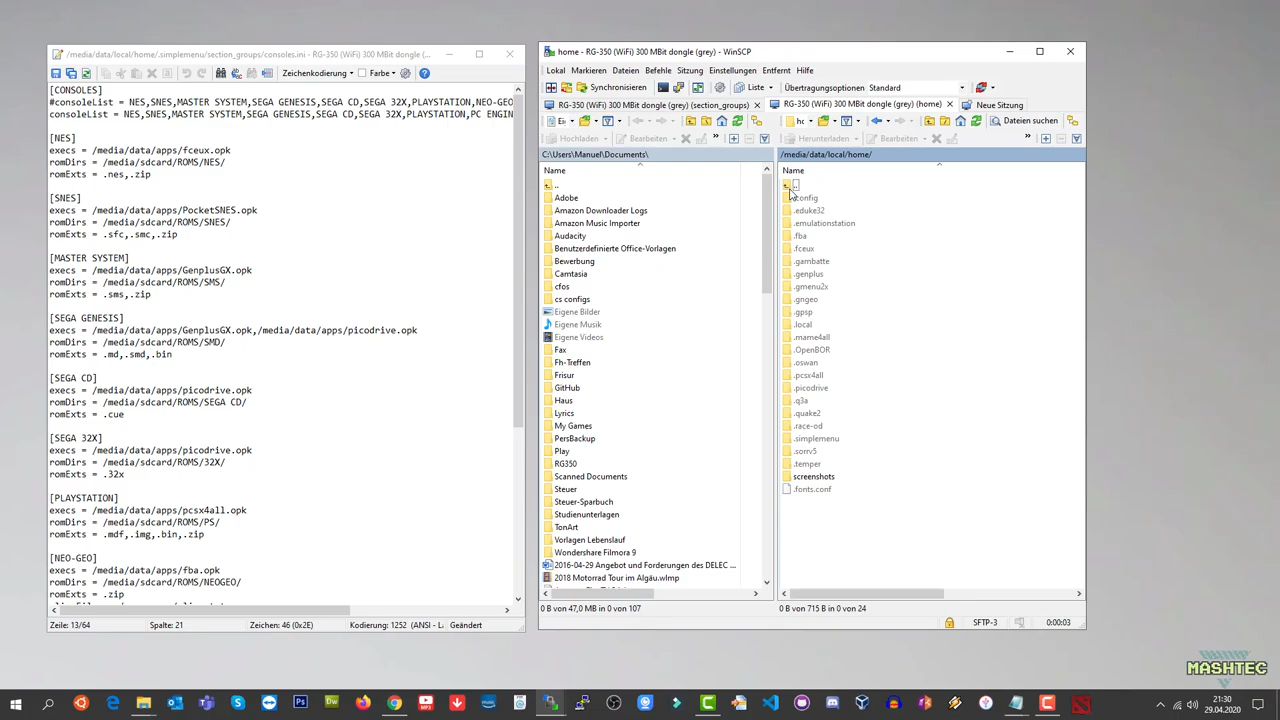 /media/data/local/home/.simplemenu/section_groups/consoles.ini - RG-350 (WiFi) 300 MBit dongle (grey) - (...
Zeichenkodierung
Farbe
[CONSOLES]
#consoleList = NES,SNES,MASTER SYSTEM,SEGA GENESIS,SEGA CD,SEGA 32X,PLAYSTATION,NEO-GEO
consoleList = NES,SNES,MASTER SYSTEM,SEGA GENESIS,SEGA CD,SEGA 32X,PLAYSTATION,PC ENGIN
[NES]
execs = /media/data/apps/fceux.opk
romDirs = /media/sdcard/ROMS/NES/
romExts = .nes,.zip
[SNES]
execs = /media/data/apps/PocketSNES.opk
romDirs = /media/sdcard/ROMS/SNES/
romExts = .sfc,.smc,.zip
[MASTER SYSTEM]
execs = /media/data/apps/GenplusGX.opk
romDirs = /media/sdcard/ROMS/SMS/
romExts = .sms,.zip
[SEGA GENESIS]
execs = /media/data/apps/GenplusGX.opk,/media/data/apps/picodrive.opk
romDirs = /media/sdcard/ROMS/SMD/
romExts = .md,.smd,.bin
[SEGA CD]
execs = /media/data/apps/picodrive.opk
romDirs = /media/sdcard/ROMS/SEGA CD/
romExts = .cue
[SEGA 32X]
execs = /media/data/apps/picodrive.opk
romDirs = /media/sdcard/ROMS/32X/
romExts = .32x
[PLAYSTATION]
execs = /media/data/apps/pcsx4all.opk
romDirs = /media/sdcard/ROMS/PS/
romExts = .mdf,.img,.bin,.zip
[NEO-GEO]
execs = /media/data/apps/fba.opk
romDirs = /media/sdcard/ROMS/NEOGEO/
romExts = .zip
Zeile: 13/64 Spalte: 21 Zeichen: 46 (0x2E) Kodierung: 1252 (ANSI - La Geändert
home - RG-350 (WiFi) 300 MBit dongle (grey) - WinSCP
Lokal Markieren Dateien Befehle Sitzung Einstellungen Entfernt Hilfe
Synchronisieren Liste Übertragungsoptionen Standard
RG-350 (WiFi) 300 MBit dongle (grey) (section_groups) RG-350 (WiFi) 300 MBit dongle (grey) (home) Neue Sitzung
Dateien suchen
Hochladen Bearbeiten Herunterladen Bearbeiten
C:\Users\Manuel\Documents\
Name
..
Adobe
Amazon Downloader Logs
Amazon Music Importer
Audacity
Benutzerdefinierte Office-Vorlagen
Bewerbung
Camtasia
cfos
cs configs
Eigene Bilder
Eigene Musik
Eigene Videos
Fax
Fh-Treffen
Frisur
GitHub
Haus
Lyrics
My Games
PersBackup
Play
RG350
Scanned Documents
Steuer
Steuer-Sparbuch
Studienunterlagen
TonArt
Vorlagen Lebenslauf
Wondershare Filmora 9
2016-04-29 Angebot und Forderungen des DELEC ...
2018 Motorrad Tour im Algäu.wlmp
0 B von 47,0 MB in 0 von 107
/media/data/local/home/
Name
..
.config
.eduke32
.emulationstation
.fba
.fceux
.gambatte
.genplus
.gmenu2x
.gngeo
.gpsp
.local
.mame4all
.OpenBOR
.oswan
.pcsx4all
.picodrive
.q3a
.quake2
.race-od
.simplemenu
.sorrv5
.temper
screenshots
.fonts.conf
0 B von 715 B in 0 von 24
SFTP-3 0:00:03
MASHTEC
21:30
29.04.2020